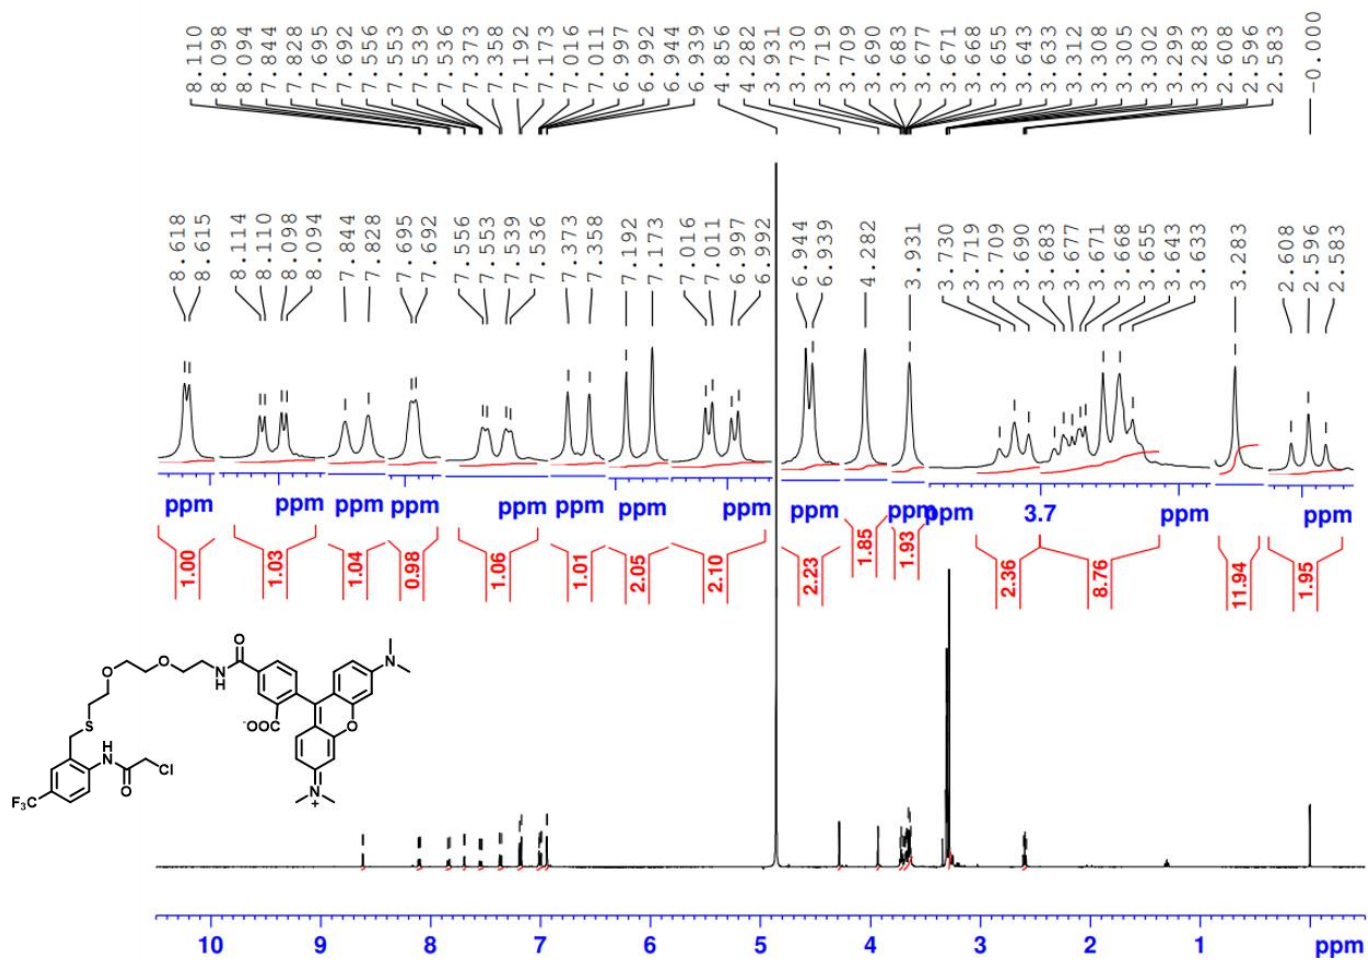 8.110 8.098 8.094 7.844 7.828 7.695 7.692 7.556 7.553 7.539 7.536 7.373 7.358 7.192 7.173 7.016 7.011 6.997 6.992 6.944 6.939 4.856 4.282 3.931 3.730 3.719 3.709 3.690 3.683 3.677 3.671 3.668 3.655 3.643 3.633 3.312 3.308 3.305 3.302 3.299 3.283 2.608 2.596 2.583 -0.000
8.618 8.615 8.114 8.110 8.098 8.094 7.844 7.828 7.695 7.692 7.556 7.553 7.539 7.536 7.373 7.358 7.192 7.173 7.016 7.011 6.997 6.992 6.944 6.939 4.282 3.931 3.730 3.719 3.709 3.690 3.683 3.677 3.671 3.668 3.655 3.643 3.633 3.283 2.608 2.596 2.583
ppm ppm ppm ppm ppm ppm ppm ppm ppm ppm ppm 3.7 ppm ppm
1.00 1.03 1.04 0.98 1.06 1.01 2.05 2.10 2.23 1.85 1.93 2.36 8.76 11.94 1.95
O
N
O
O
N
H
-OOC
O
S
H
N
Cl
O
F3C
N
+
10 9 8 7 6 5 4 3 2 1 ppm